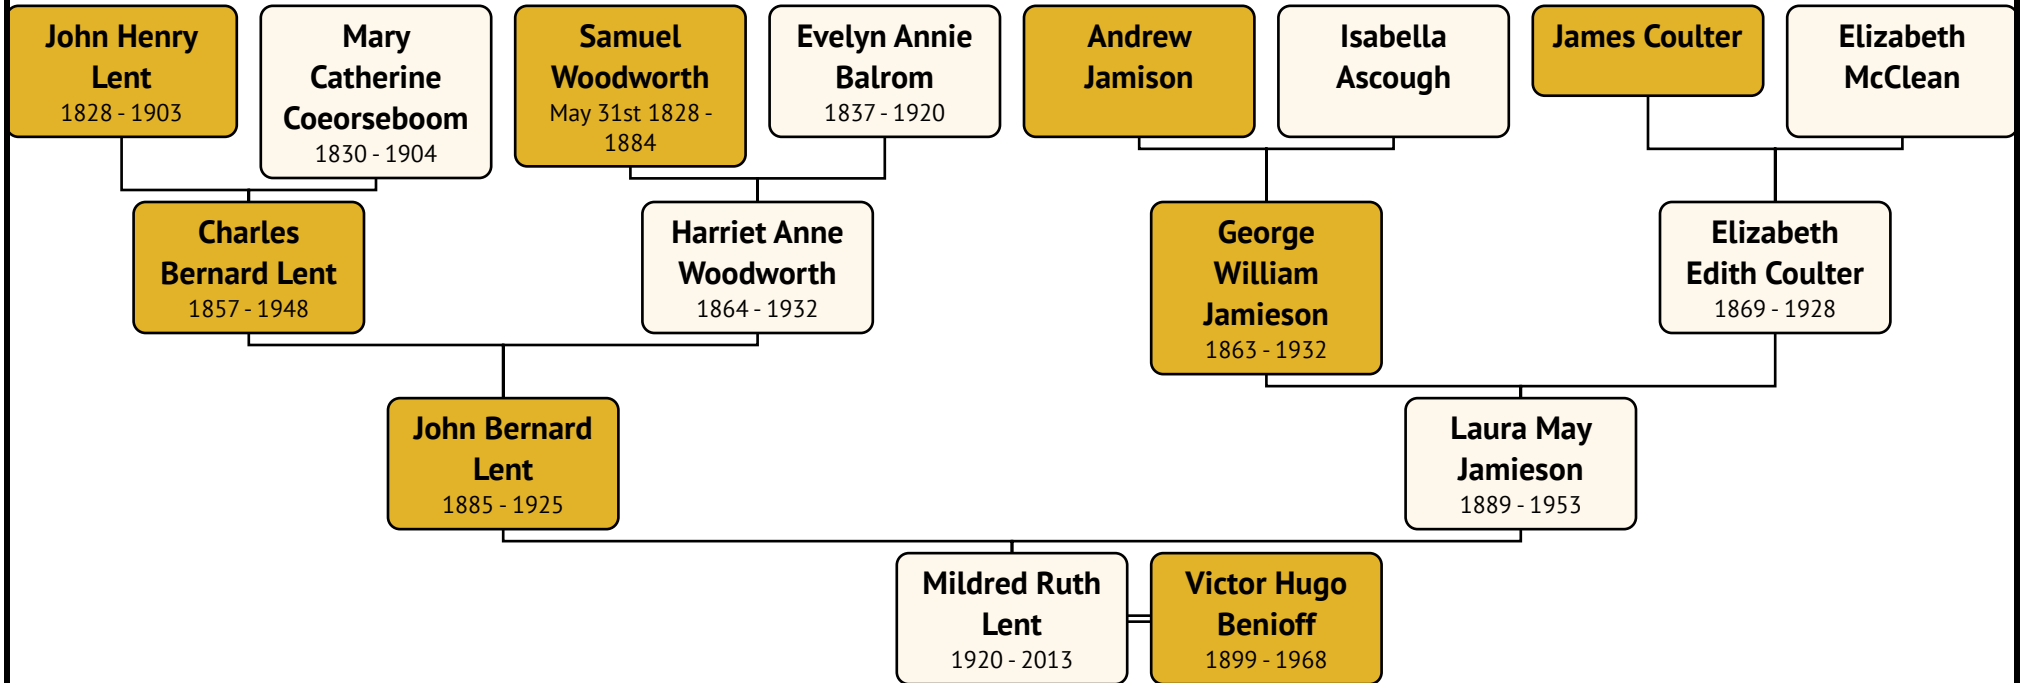 John Henry
Lent
1828 - 1903
Mary
Catherine
Coeorseboom
1830 - 1904
Samuel
Woodworth
May 31st 1828 -
1884
Evelyn Annie
Balrom
1837 - 1920
Andrew
Jamison
Isabella
Ascough
James Coulter
Elizabeth
McClean
Charles
Bernard Lent
1857 - 1948
Harriet Anne
Woodworth
1864 - 1932
George
William
Jamieson
1863 - 1932
Elizabeth
Edith Coulter
1869 - 1928
John Bernard
Lent
1885 - 1925
Laura May
Jamieson
1889 - 1953
Mildred Ruth
Lent
1920 - 2013
Victor Hugo
Benioff
1899 - 1968